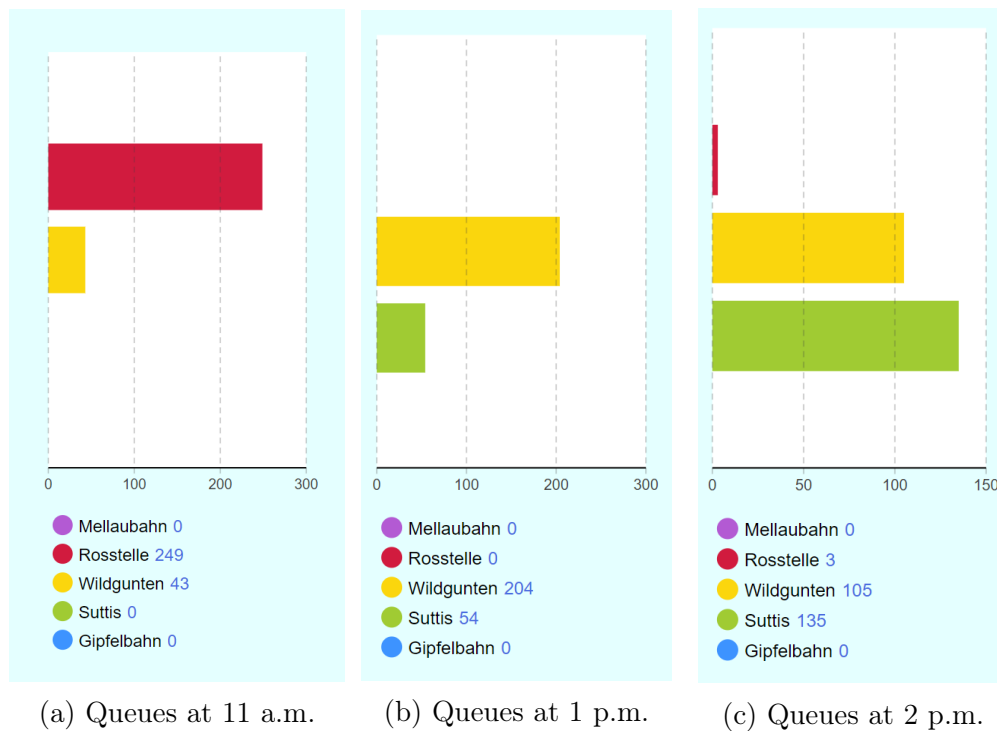 0 100 200 300
Mellaubahn 0
Rosstelle 249
Wildgunten 43
Suttis 0
Gipfelbahn 0
(a) Queues at 11 a.m.
0 100 200 300
Mellaubahn 0
Rosstelle 0
Wildgunten 204
Suttis 54
Gipfelbahn 0
(b) Queues at 1 p.m.
0 50 100 150
Mellaubahn 0
Rosstelle 3
Wildgunten 105
Suttis 135
Gipfelbahn 0
(c) Queues at 2 p.m.